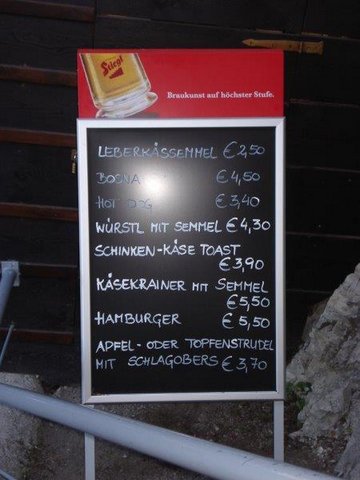 Stiegl
Braukunst auf höchster Stufe.
LEBERKÄSSEMMEL €2,50
BOSNA €4,50
HOT DOG €3,40
WÜRSTL MIT SEMMEL €4,30
SCHINKEN-KÄSE TOAST
€3,90
KÄSEKRAINER MIT SEMMEL
€5,50
HAMBURGER €5,50
APFEL- ODER TOPFENSTRUDEL
MIT SCHLAGOBERS €3,70